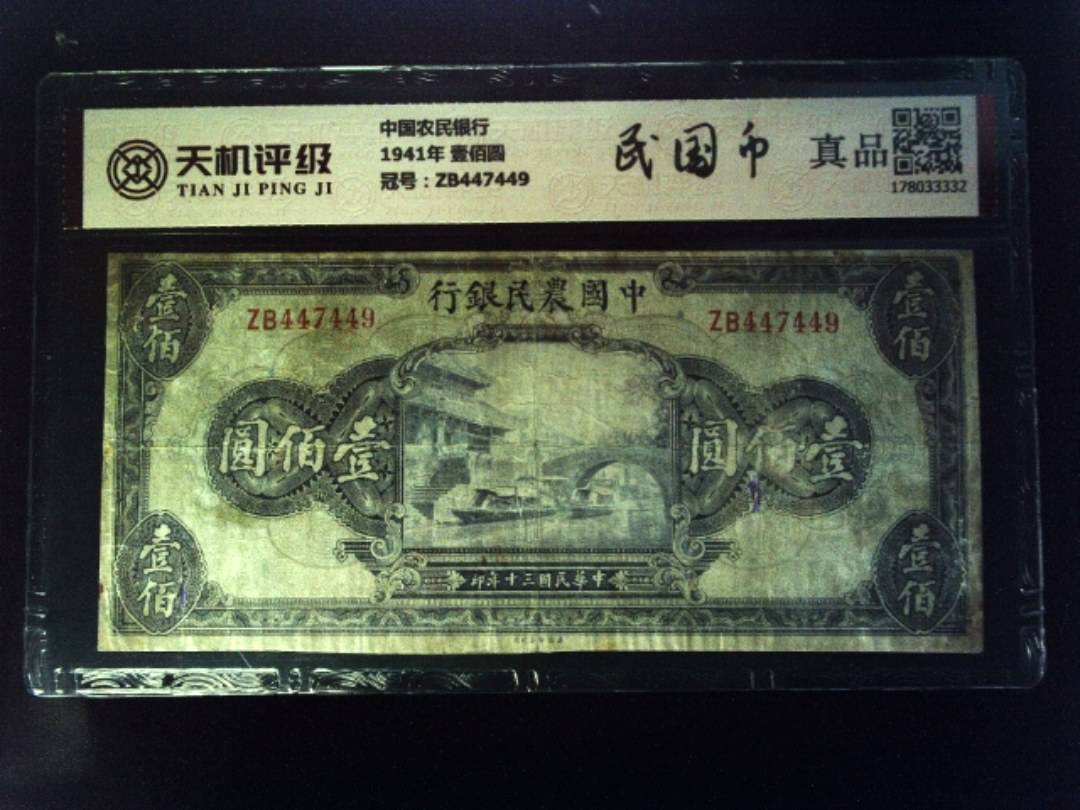 天机评级
TIAN JI PING JI
中国农民银行
1941年 壹佰圆
冠号：ZB447449
民国币
真品
178033332
行銀民農國中
ZB447449
ZB447449
壹佰
壹佰
圓佰壹
圓佰壹
壹佰
壹佰
印年十三国民華中